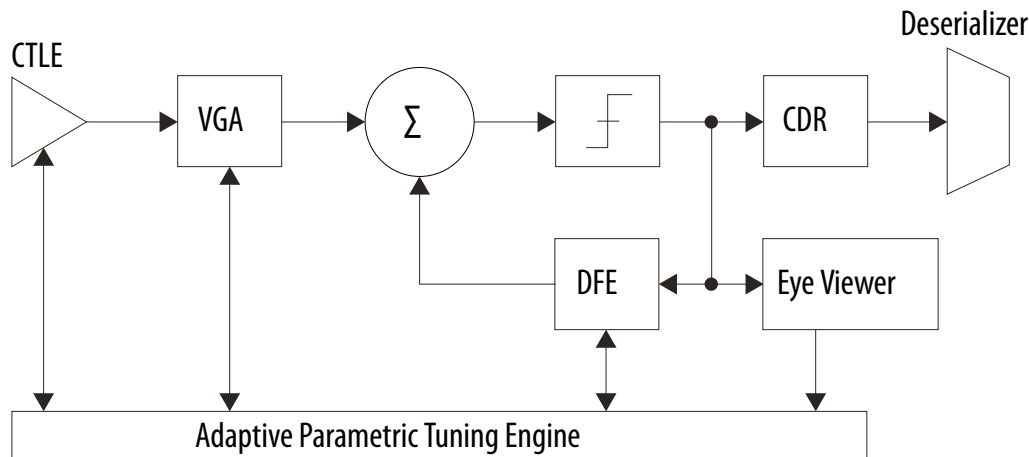 Deserializer
CTLE
VGA
Σ
CDR
DFE
Eye Viewer
Adaptive Parametric Tuning Engine